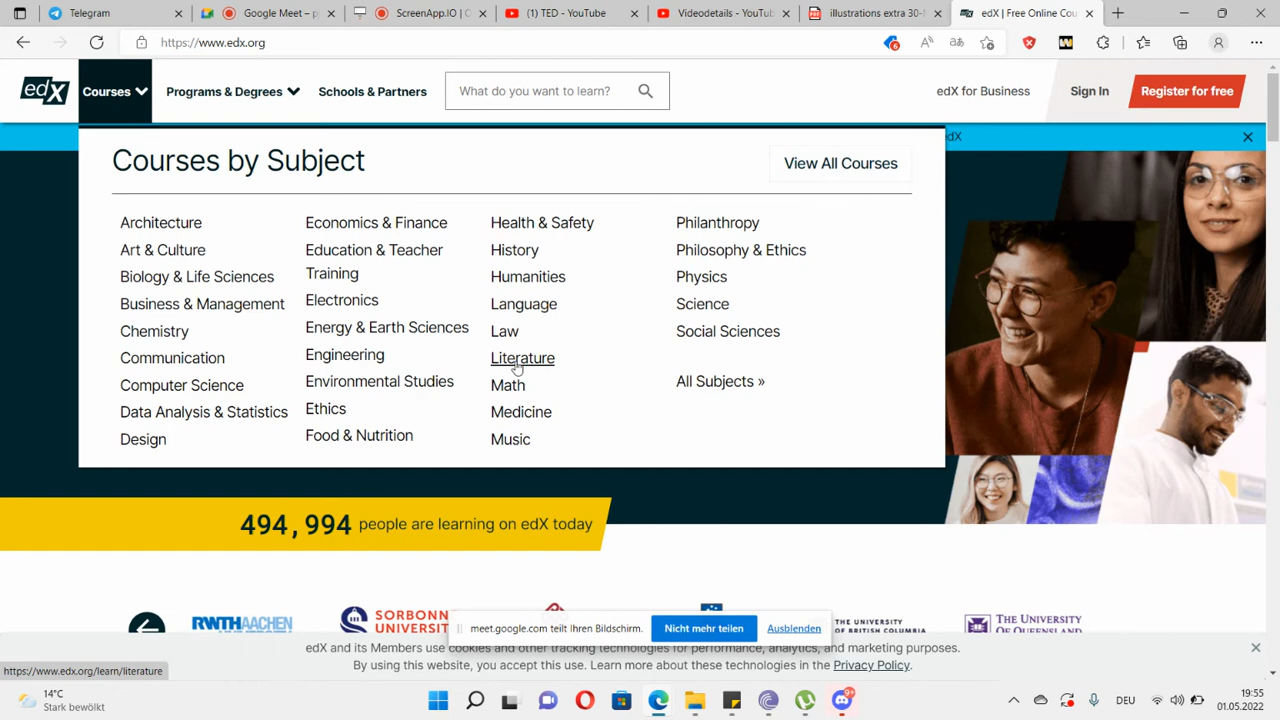 Telegram
Google Meet – p
ScreenApp.IO (
(1) TED - YouTube
Videodetails - YouTub
illustrations extra 30-
edX | Free Online Cou
https://www.edx.org
edX
Courses
Programs & Degrees
Schools & Partners
What do you want to learn?
edX for Business
Sign In
Register for free
edX
Courses by Subject
View All Courses
Architecture
Art & Culture
Biology & Life Sciences
Business & Management
Chemistry
Communication
Computer Science
Data Analysis & Statistics
Design
Economics & Finance
Education & Teacher
Training
Electronics
Energy & Earth Sciences
Engineering
Environmental Studies
Ethics
Food & Nutrition
Health & Safety
History
Humanities
Language
Law
Literature
Math
Medicine
Music
Philanthropy
Philosophy & Ethics
Physics
Science
Social Sciences
All Subjects »
494,994 people are learning on edX today
RWTHAACHEN
SORBONN
UNIVERSIT
THE UNIVERSITY
OF BRITISH COLUMBIA
THE UNIVERSITY
OF QUEENSLAND
meet.google.com teilt Ihren Bildschirm.
Nicht mehr teilen
Ausblenden
edX and its Members use cookies and other tracking technologies for performance, analytics, and marketing purposes.
By using this website, you accept this use. Learn more about these technologies in the Privacy Policy.
https://www.edx.org/learn/literature
14°C
Stark bewölkt
DEU
19:55
01.05.2022